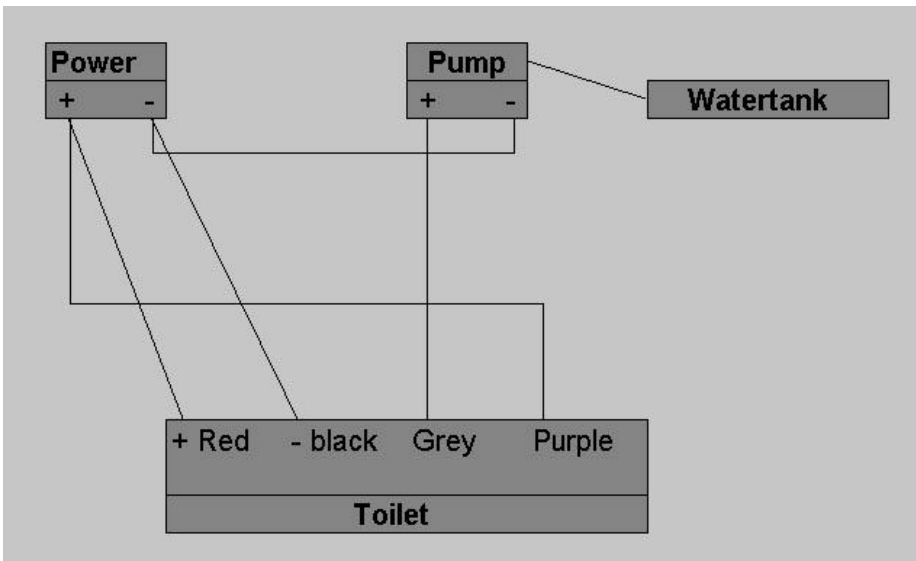 Power
+ -
Pump
+ -
Watertank
+ Red - black Grey Purple
Toilet